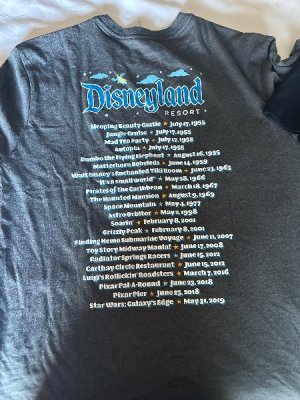 Disneyland
RESORT
Sleeping Beauty Castle ★ July 17, 1955
Jungle Cruise ★ July 17, 1955
Mad Tea Party ★ July 17, 1955
Autopia ★ July 17, 1955
Dumbo the Flying Elephant ★ August 16, 1955
Matterhorn Bobsleds ★ June 14, 1959
Walt Disney's Enchanted Tiki Room ★ June 23, 1963
"it's a small world" ★ May 28, 1966
Pirates of the Caribbean ★ March 18, 1967
The Haunted Mansion ★ August 9, 1969
Space Mountain ★ May 4, 1977
Astro Orbitor ★ May 2, 1998
Soarin' ★ February 8, 2001
Grizzly Peak ★ February 8, 2001
Finding Nemo Submarine Voyage ★ June 11, 2007
Toy Story Midway Mania! ★ June 17, 2008
Radiator Springs Racers ★ June 15, 2012
Carthay Circle Restaurant ★ June 15, 2012
Luigi's Rollickin' Roadsters ★ March 7, 2016
Pixar Pal-A-Round ★ June 23, 2018
Pixar Pier ★ June 23, 2018
Star Wars: Galaxy's Edge ★ May 31, 2019